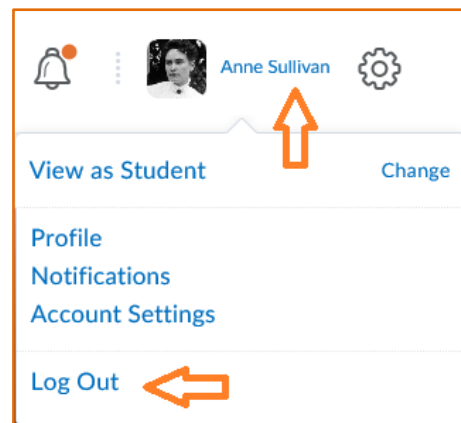 Anne Sullivan
View as Student Change
Profile
Notifications
Account Settings
Log Out